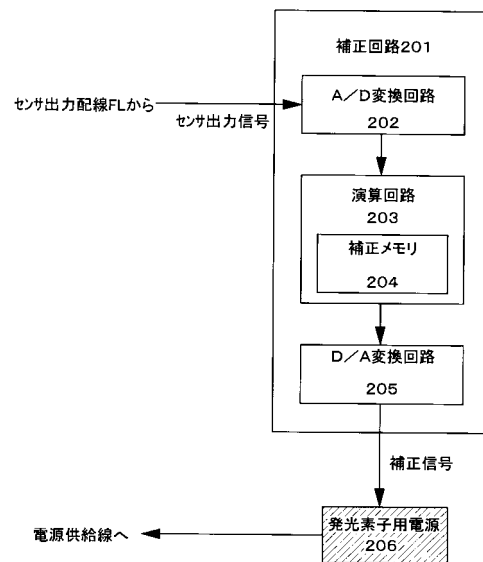 補正回路201
A/D変換回路
202
センサ出力配線FLから
センサ出力信号
演算回路
203
補正メモリ
204
D/A変換回路
205
補正信号
発光素子用電源
206
電源供給線へ